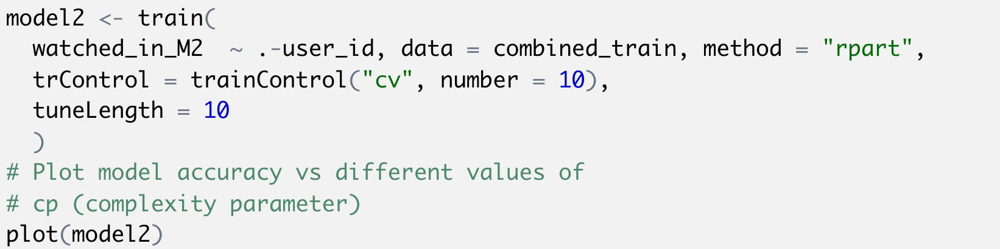 model2 <- train(
  watched_in_M2  ~ .-user_id, data = combined_train, method = "rpart",
  trControl = trainControl("cv", number = 10),
  tuneLength = 10
  )
# Plot model accuracy vs different values of
# cp (complexity parameter)
plot(model2)